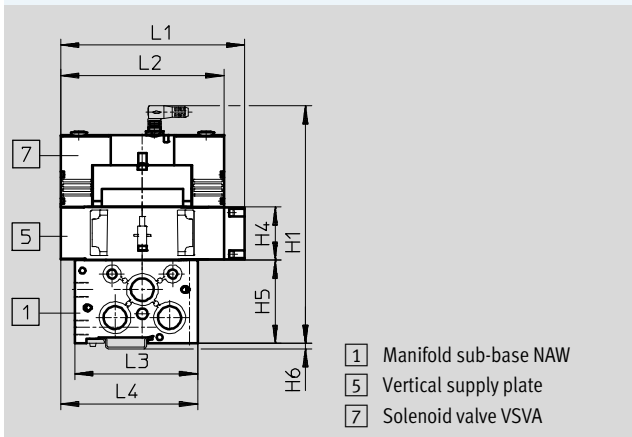 L1
L2
7
5
1
H4
H1
H5
H6
L3
L4
1 Manifold sub-base NAW
5 Vertical supply plate
7 Solenoid valve VSVA